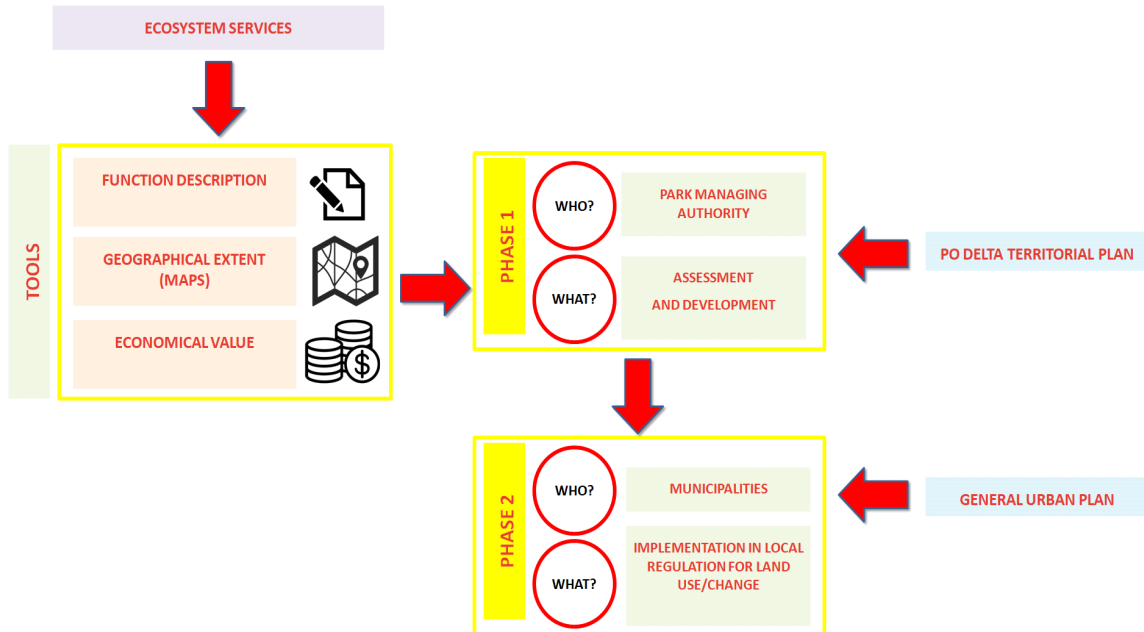 ECOSYSTEM SERVICES
TOOLS
FUNCTION DESCRIPTION
GEOGRAPHICAL EXTENT
(MAPS)
ECONOMICAL VALUE
$
PHASE 1
WHO?
PARK MANAGING
AUTHORITY
WHAT?
ASSESSMENT
AND DEVELOPMENT
PO DELTA TERRITORIAL PLAN
PHASE 2
WHO?
MUNICIPALITIES
WHAT?
IMPLEMENTATION IN LOCAL
REGULATION FOR LAND
USE/CHANGE
GENERAL URBAN PLAN